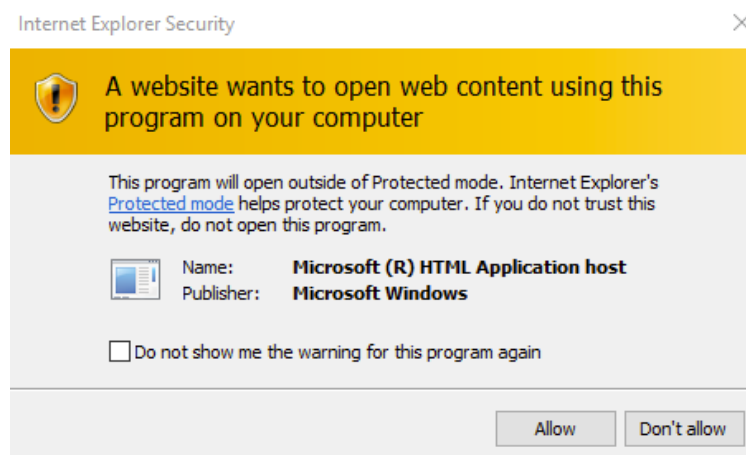 Internet Explorer Security
A website wants to open web content using this
program on your computer
This program will open outside of Protected mode. Internet Explorer's
Protected mode helps protect your computer. If you do not trust this
website, do not open this program.
Name: Microsoft (R) HTML Application host
Publisher: Microsoft Windows
Do not show me the warning for this program again
Allow Don't allow